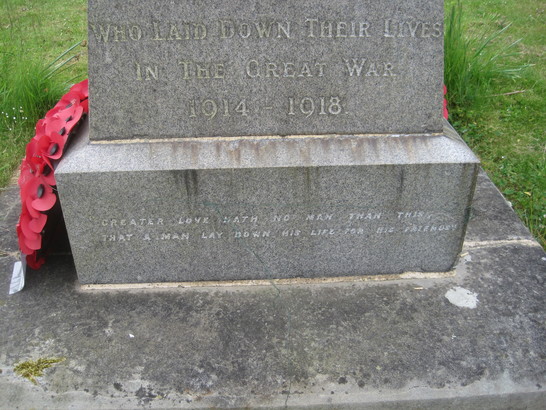 Who Laid Down Their Lives
In The Great War
1914 - 1918.
GREATER LOVE HATH NO MAN THAN THIS,
THAT A MAN LAY DOWN HIS LIFE FOR HIS FRIENDS